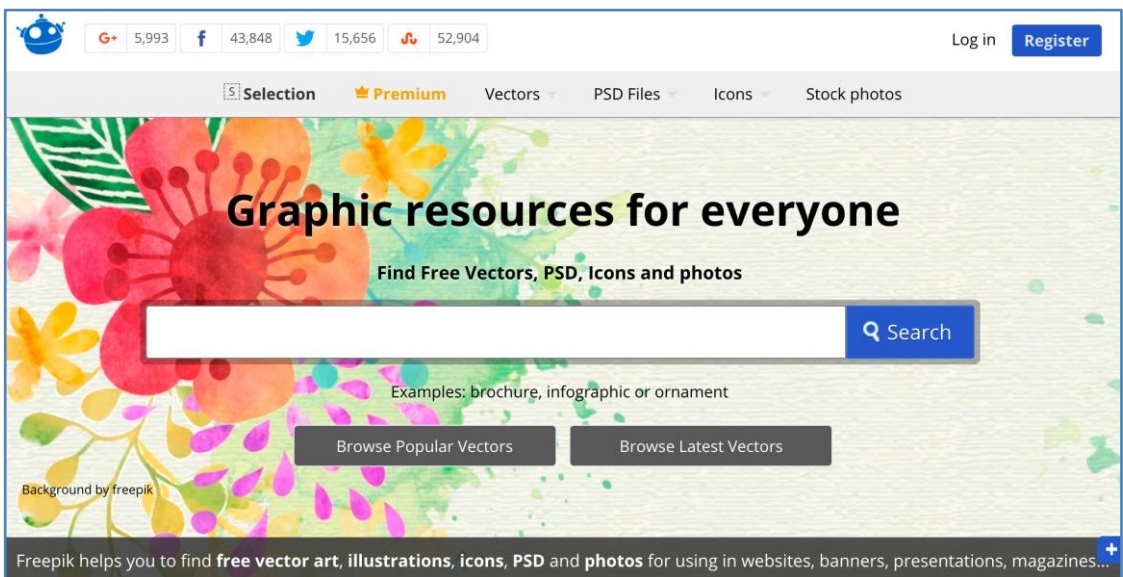 G+ 5,993 f 43,848 15,656 52,904 Log in Register
S Selection Premium Vectors PSD Files Icons Stock photos
Graphic resources for everyone
Find Free Vectors, PSD, Icons and photos
Search
Examples: brochure, infographic or ornament
Browse Popular Vectors Browse Latest Vectors
Background by freepik
Freepik helps you to find free vector art, illustrations, icons, PSD and photos for using in websites, banners, presentations, magazines... +